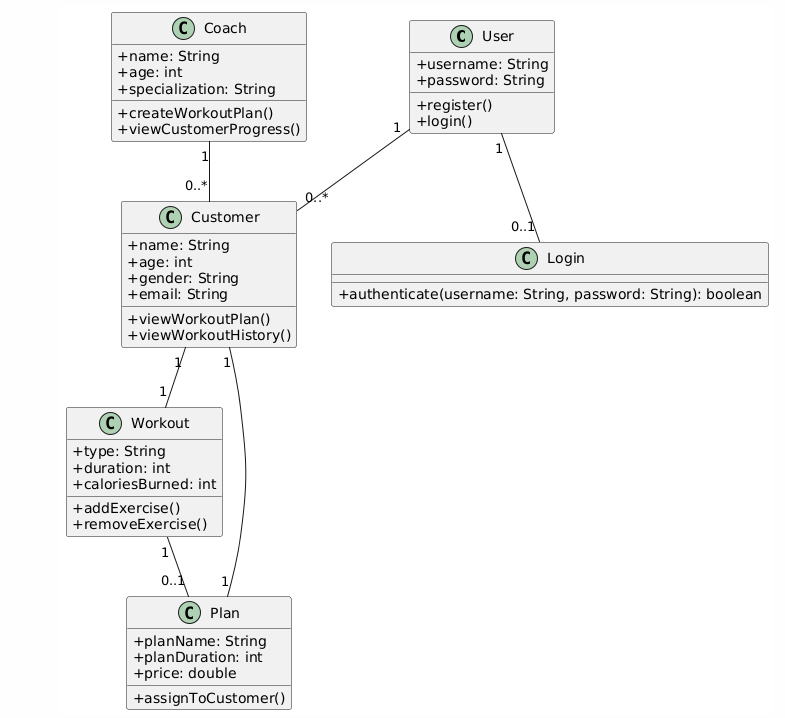 C Coach
+name: String
+age: int
+specialization: String
+createWorkoutPlan()
+viewCustomerProgress()
C User
+username: String
+password: String
+register()
+login()
1
1
1
0..*
0..*
0..1
C Customer
+name: String
+age: int
+gender: String
+email: String
+viewWorkoutPlan()
+viewWorkoutHistory()
C Login
+authenticate(username: String, password: String): boolean
1
1
1
C Workout
+type: String
+duration: int
+caloriesBurned: int
+addExercise()
+removeExercise()
1
0..1
1
C Plan
+planName: String
+planDuration: int
+price: double
+assignToCustomer()